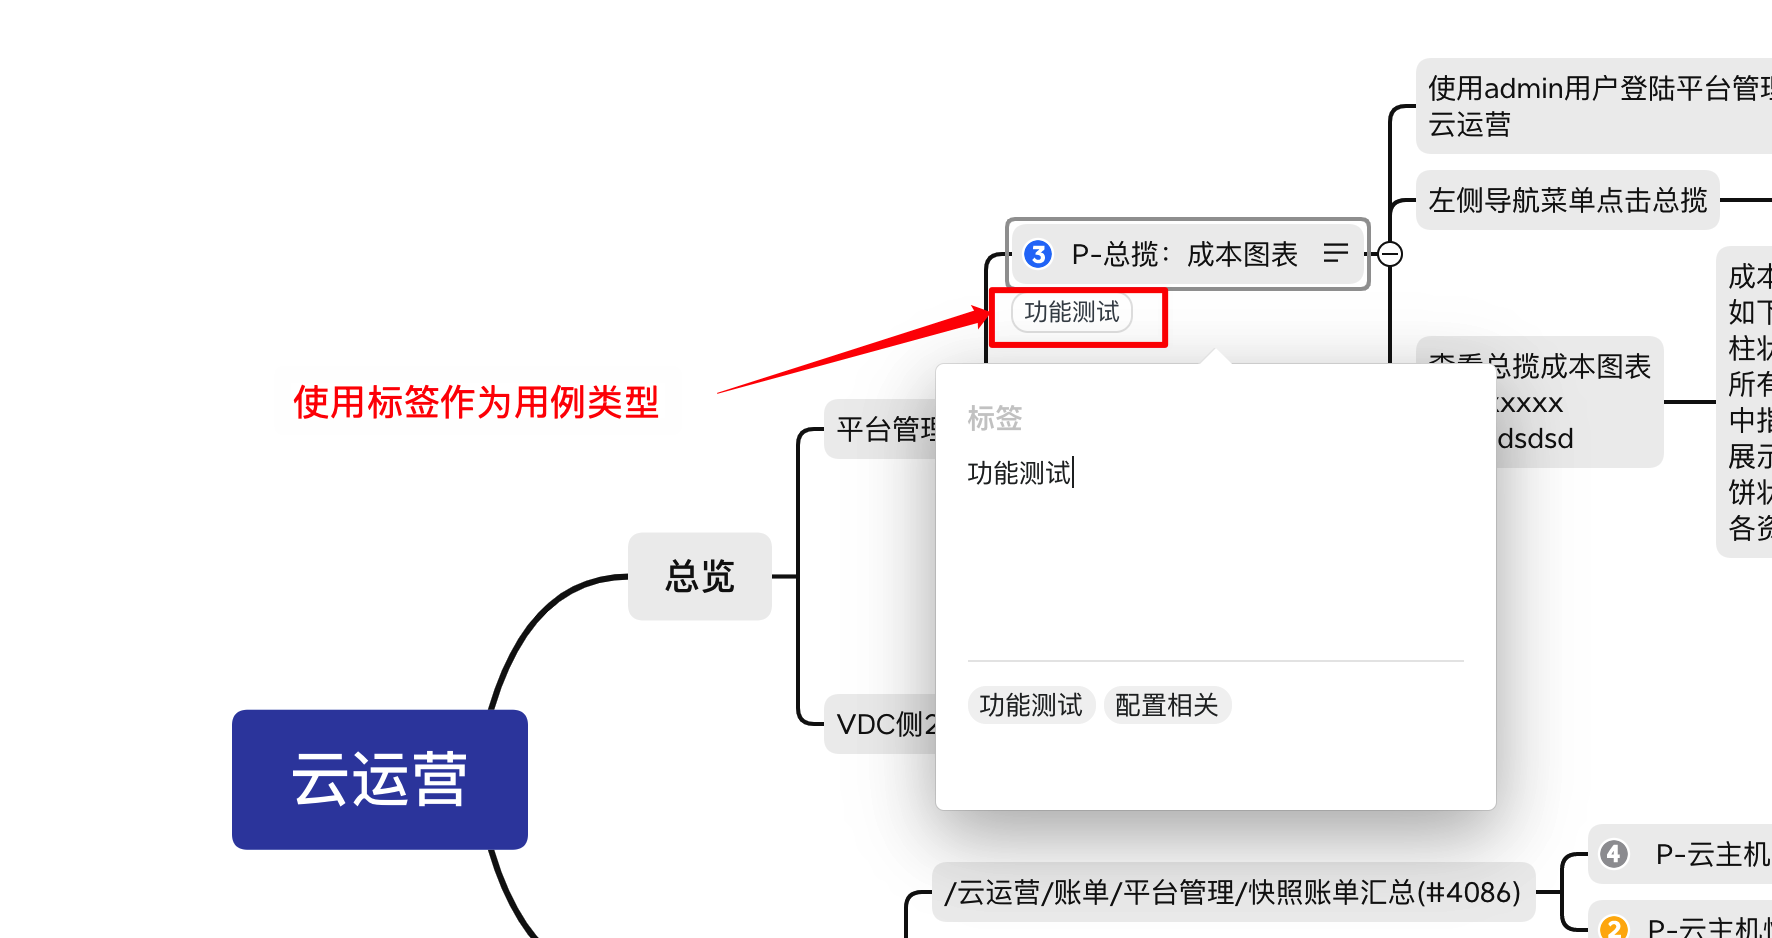 使用admin用户登陆平台管理
云运营
左侧导航菜单点击总揽
3 P-总揽：成本图表
功能测试
使用标签作为用例类型
查看总揽成本图表
xxxx
dsdsd
成本
如下
柱状
所有
中指
展示
饼状
各资
平台管理
标签
功能测试
功能测试 配置相关
总览
VDC侧2
云运营
/云运营/账单/平台管理/快照账单汇总(#4086)
4 P-云主机
2 P-云主机